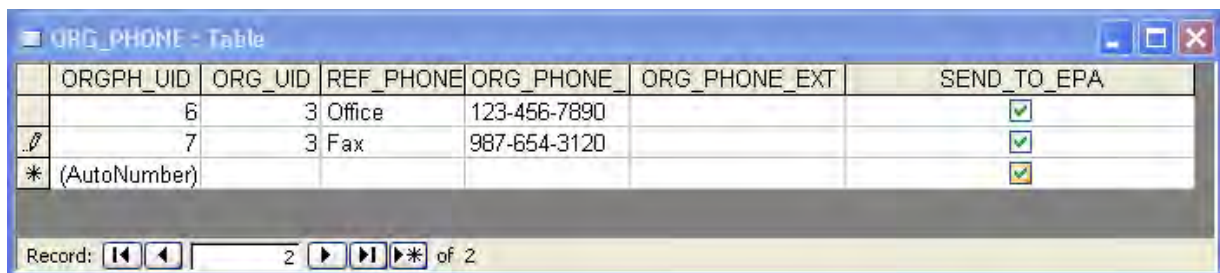 ORG_PHONE : Table
ORGPH_UID ORG_UID REF_PHONE ORG_PHONE_ ORG_PHONE_EXT SEND_TO_EPA
6 3 Office 123-456-7890
7 3 Fax 987-654-3120
(AutoNumber)
Record: 2 of 2